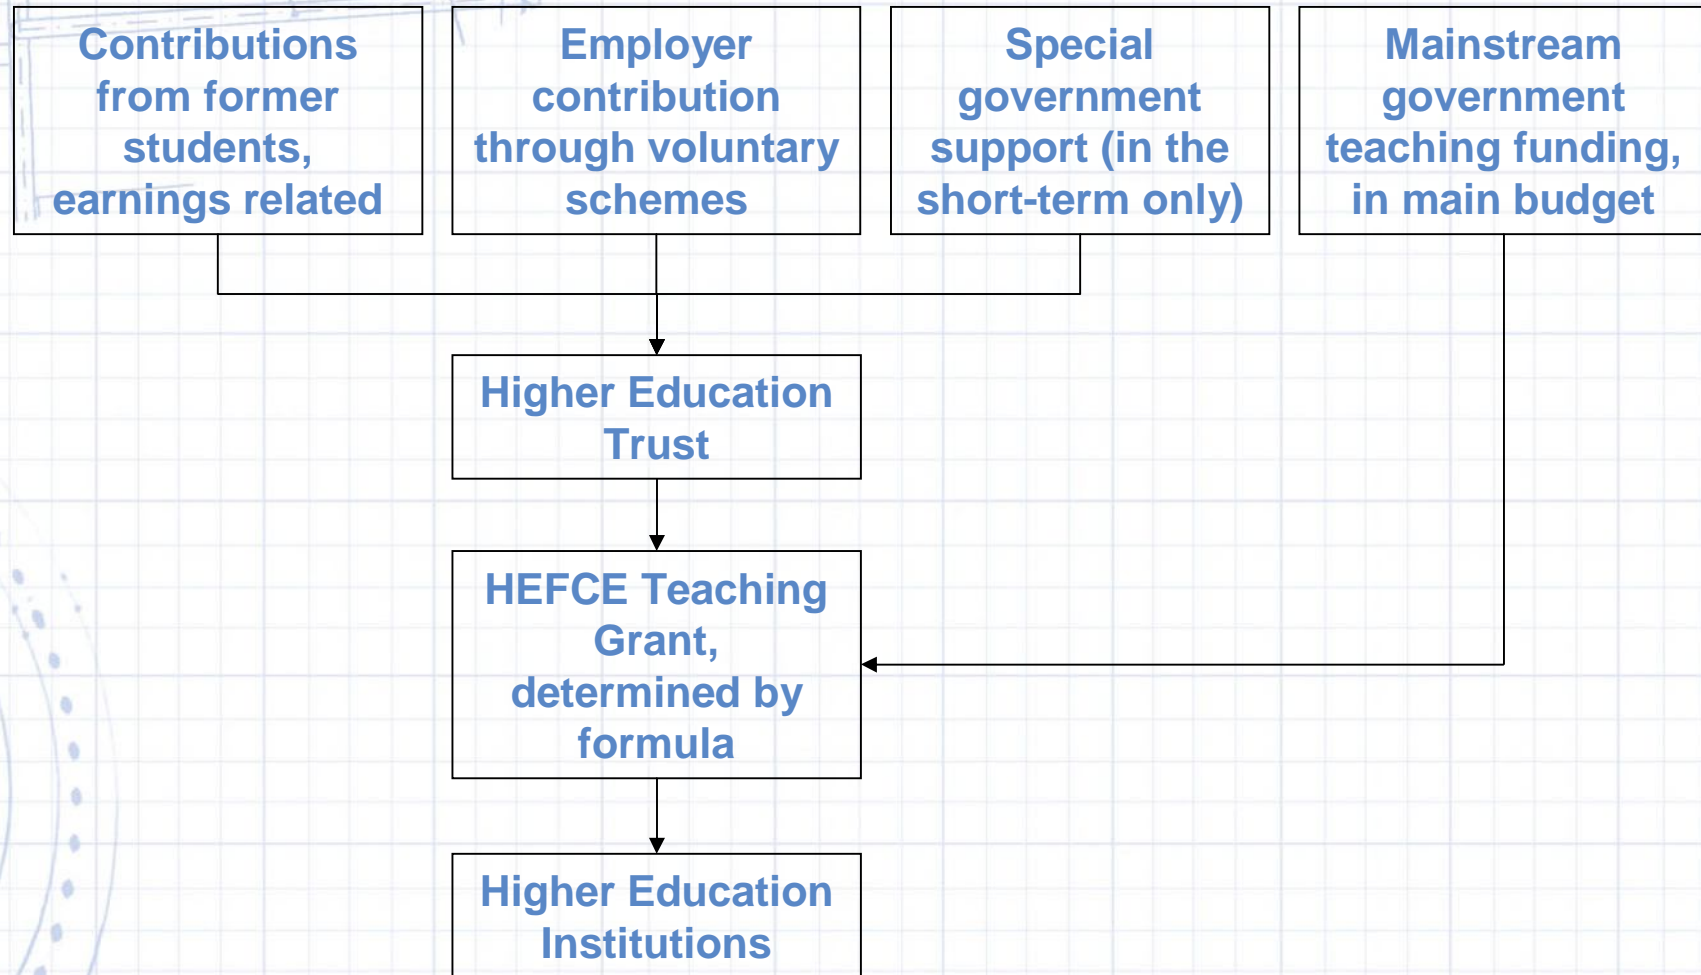 Contributions
from former
students,
earnings related
Employer
contribution
through voluntary
schemes
Special
government
support (in the
short-term only)
Mainstream
government
teaching funding,
in main budget
Higher Education
Trust
HEFCE Teaching
Grant,
determined by
formula
Higher Education
Institutions